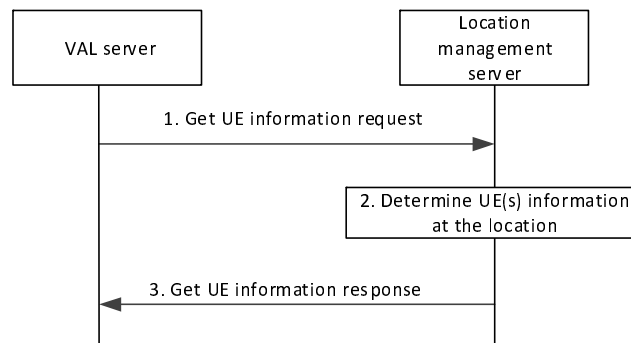 VAL server
Location
management
server
1. Get UE information request
2. Determine UE(s) information
at the location
3. Get UE information response